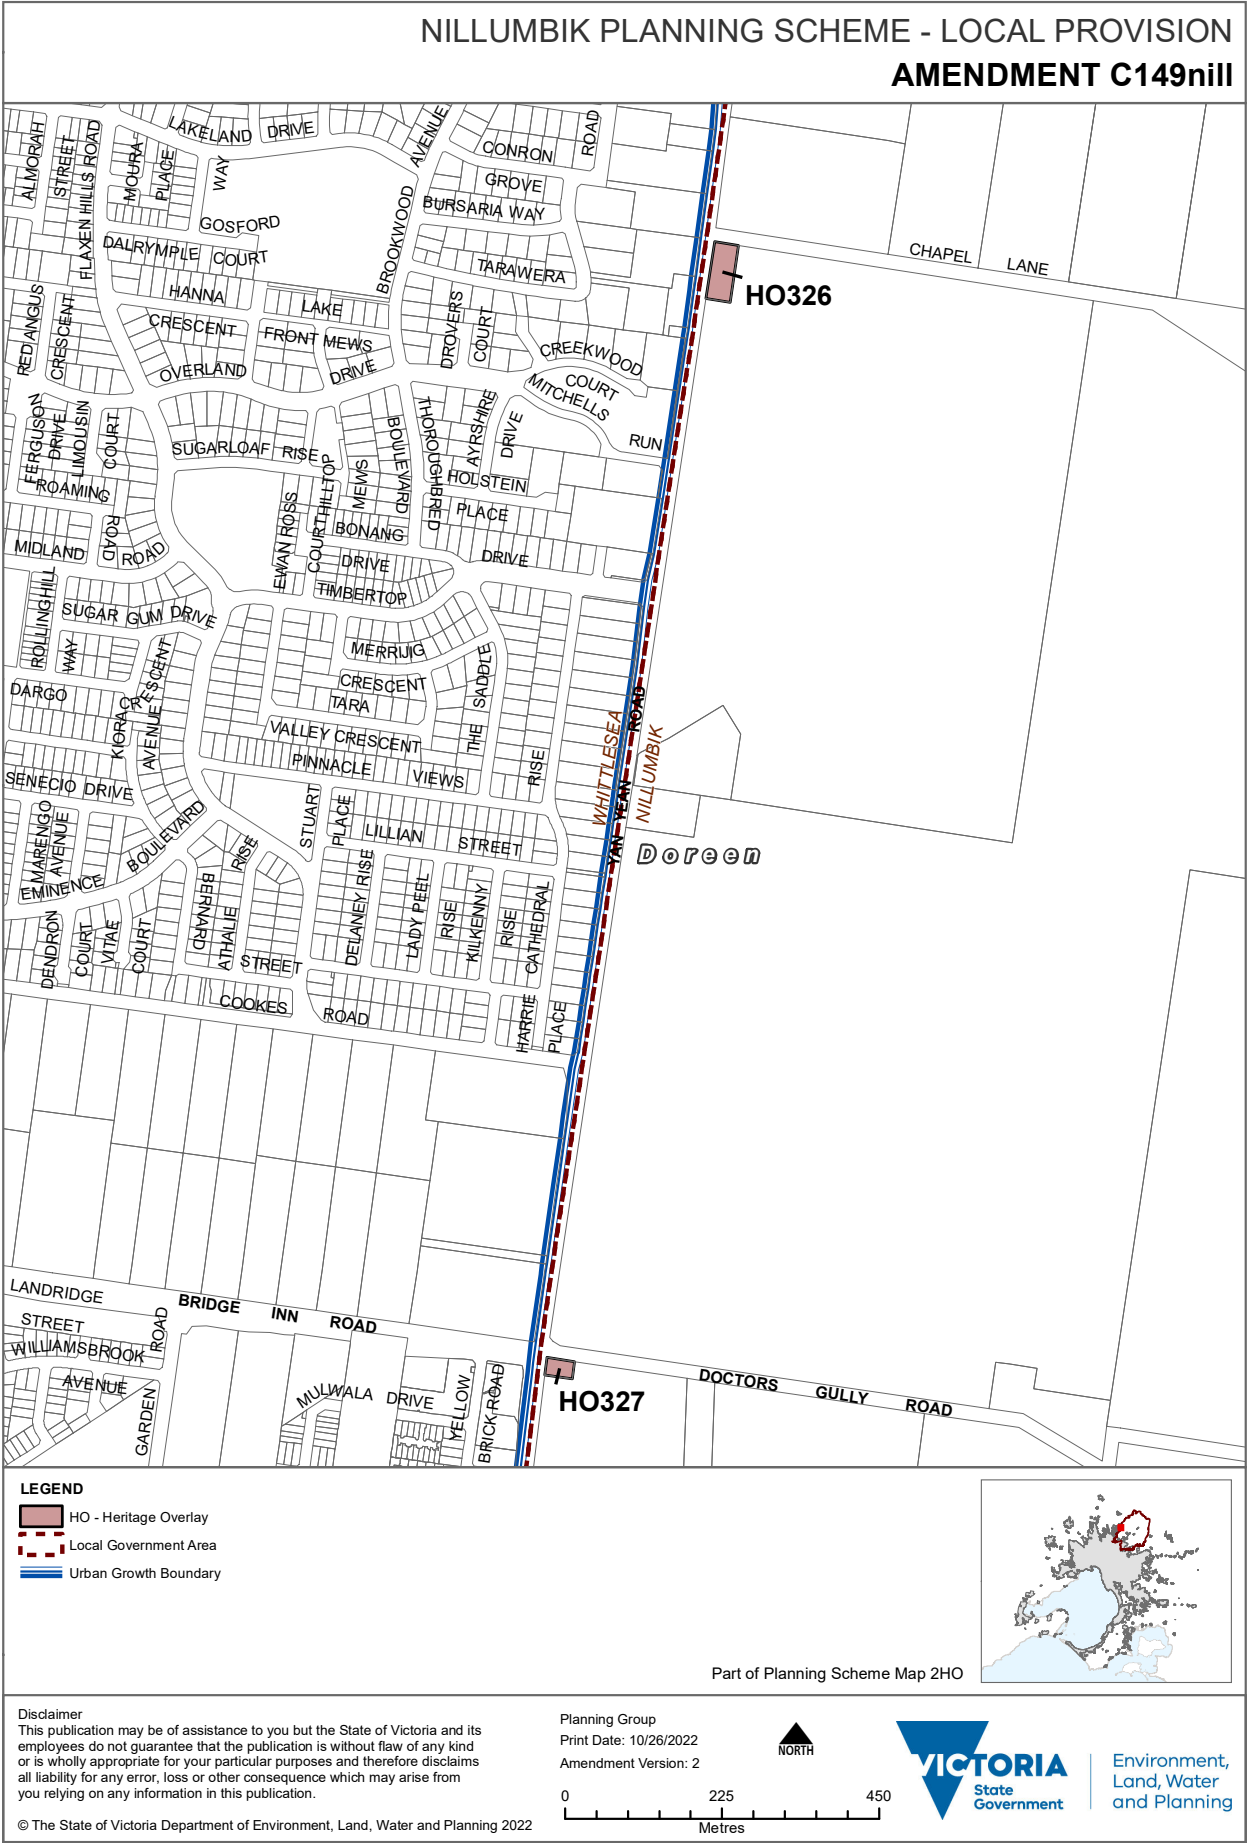 NILLUMBIK PLANNING SCHEME - LOCAL PROVISION
AMENDMENT C149nill
LAKELAND DRIVE
AVENUE
CONRON
ROAD
ALMORAH
STREET
FLAXEN HILLS ROAD
MOURA
PLACE
WAY
GROVE
BURSARIA WAY
GOSFORD
DALRYMPLE COURT
BROOKWOOD
TARAWERA
CHAPEL LANE
HO326
HANNA
LAKE
CRESCENT
FRONT MEWS
RED ANGUS
CRESCENT
DROVERS
COURT
CREEKWOOD
OVERLAND
DRIVE
COURT
MITCHELLS
RUN
FERGUSON
DRIVE
LIMOUSIN
COURT
BOULEVARD
THOROUGHBRED
AYRSHIRE
DRIVE
SUGARLOAF RISE
HILLTOP
MEWS
HOLSTEIN
ROAMING
ROAD
EWAN ROSS
COURT
PLACE
BONANG
MIDLAND
ROAD
DRIVE
DRIVE
TIMBERTOP
ROLLINGHILL
WAY
SUGAR GUM DRIVE
MERRIJIG
CRESCENT
DARGO
KIORA
CRESCENT
AVENUE
CRESCENT
TARA
THE SADDLE
VALLEY CRESCENT
PINNACLE VIEWS
RISE
WHITTLESEA
NILLUMBIK
YAN YEAN ROAD
SENECIO DRIVE
MARENGO
AVENUE
BOULEVARD
RISE
STUART
PLACE
LILLIAN STREET
Doreen
EMINENCE
BERNARD
ATHALIE
DELANEY RISE
LADY PEEL
RISE
KILKENNY
RISE
CATHEDRAL
DENDRON
COURT
VITAE
COURT
STREET
COOKES ROAD
HARRIE
PLACE
LANDRIDGE
STREET
BRIDGE INN ROAD
ROAD
WILLIAMSBROOK
AVENUE
GARDEN
MULWALA DRIVE
YELLOW
BRICK ROAD
HO327
DOCTORS GULLY ROAD
LEGEND
HO - Heritage Overlay
Local Government Area
Urban Growth Boundary
Part of Planning Scheme Map 2HO
Disclaimer
This publication may be of assistance to you but the State of Victoria and its
employees do not guarantee that the publication is without flaw of any kind
or is wholly appropriate for your particular purposes and therefore disclaims
all liability for any error, loss or other consequence which may arise from
you relying on any information in this publication.
© The State of Victoria Department of Environment, Land, Water and Planning 2022
Planning Group
Print Date: 10/26/2022
Amendment Version: 2
NORTH
0 225 450
Metres
VICTORIA
State
Government
Environment,
Land, Water
and Planning